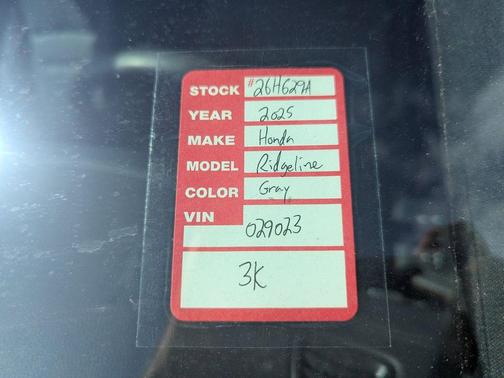 STOCK #26H629A
YEAR 2025
MAKE Honda
MODEL Ridgeline
COLOR Gray
VIN
029023
3K